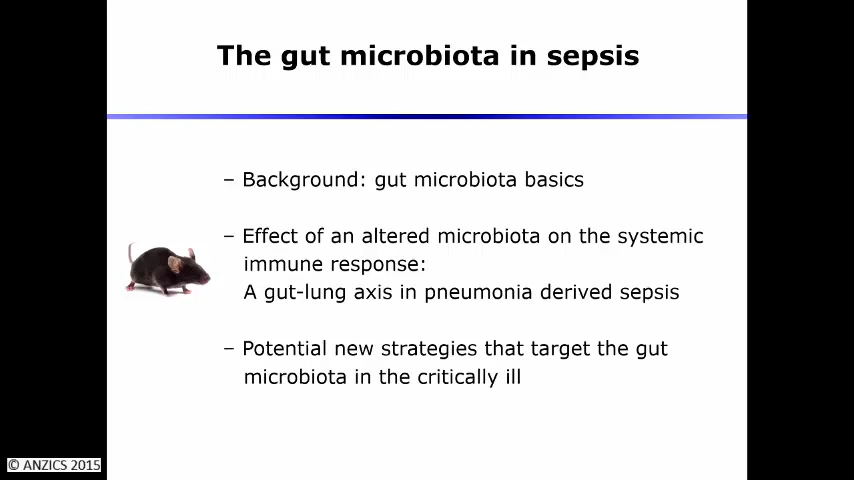 The gut microbiota in sepsis
– Background: gut microbiota basics
– Effect of an altered microbiota on the systemic
immune response:
A gut-lung axis in pneumonia derived sepsis
– Potential new strategies that target the gut
microbiota in the critically ill
© ANZICS 2015